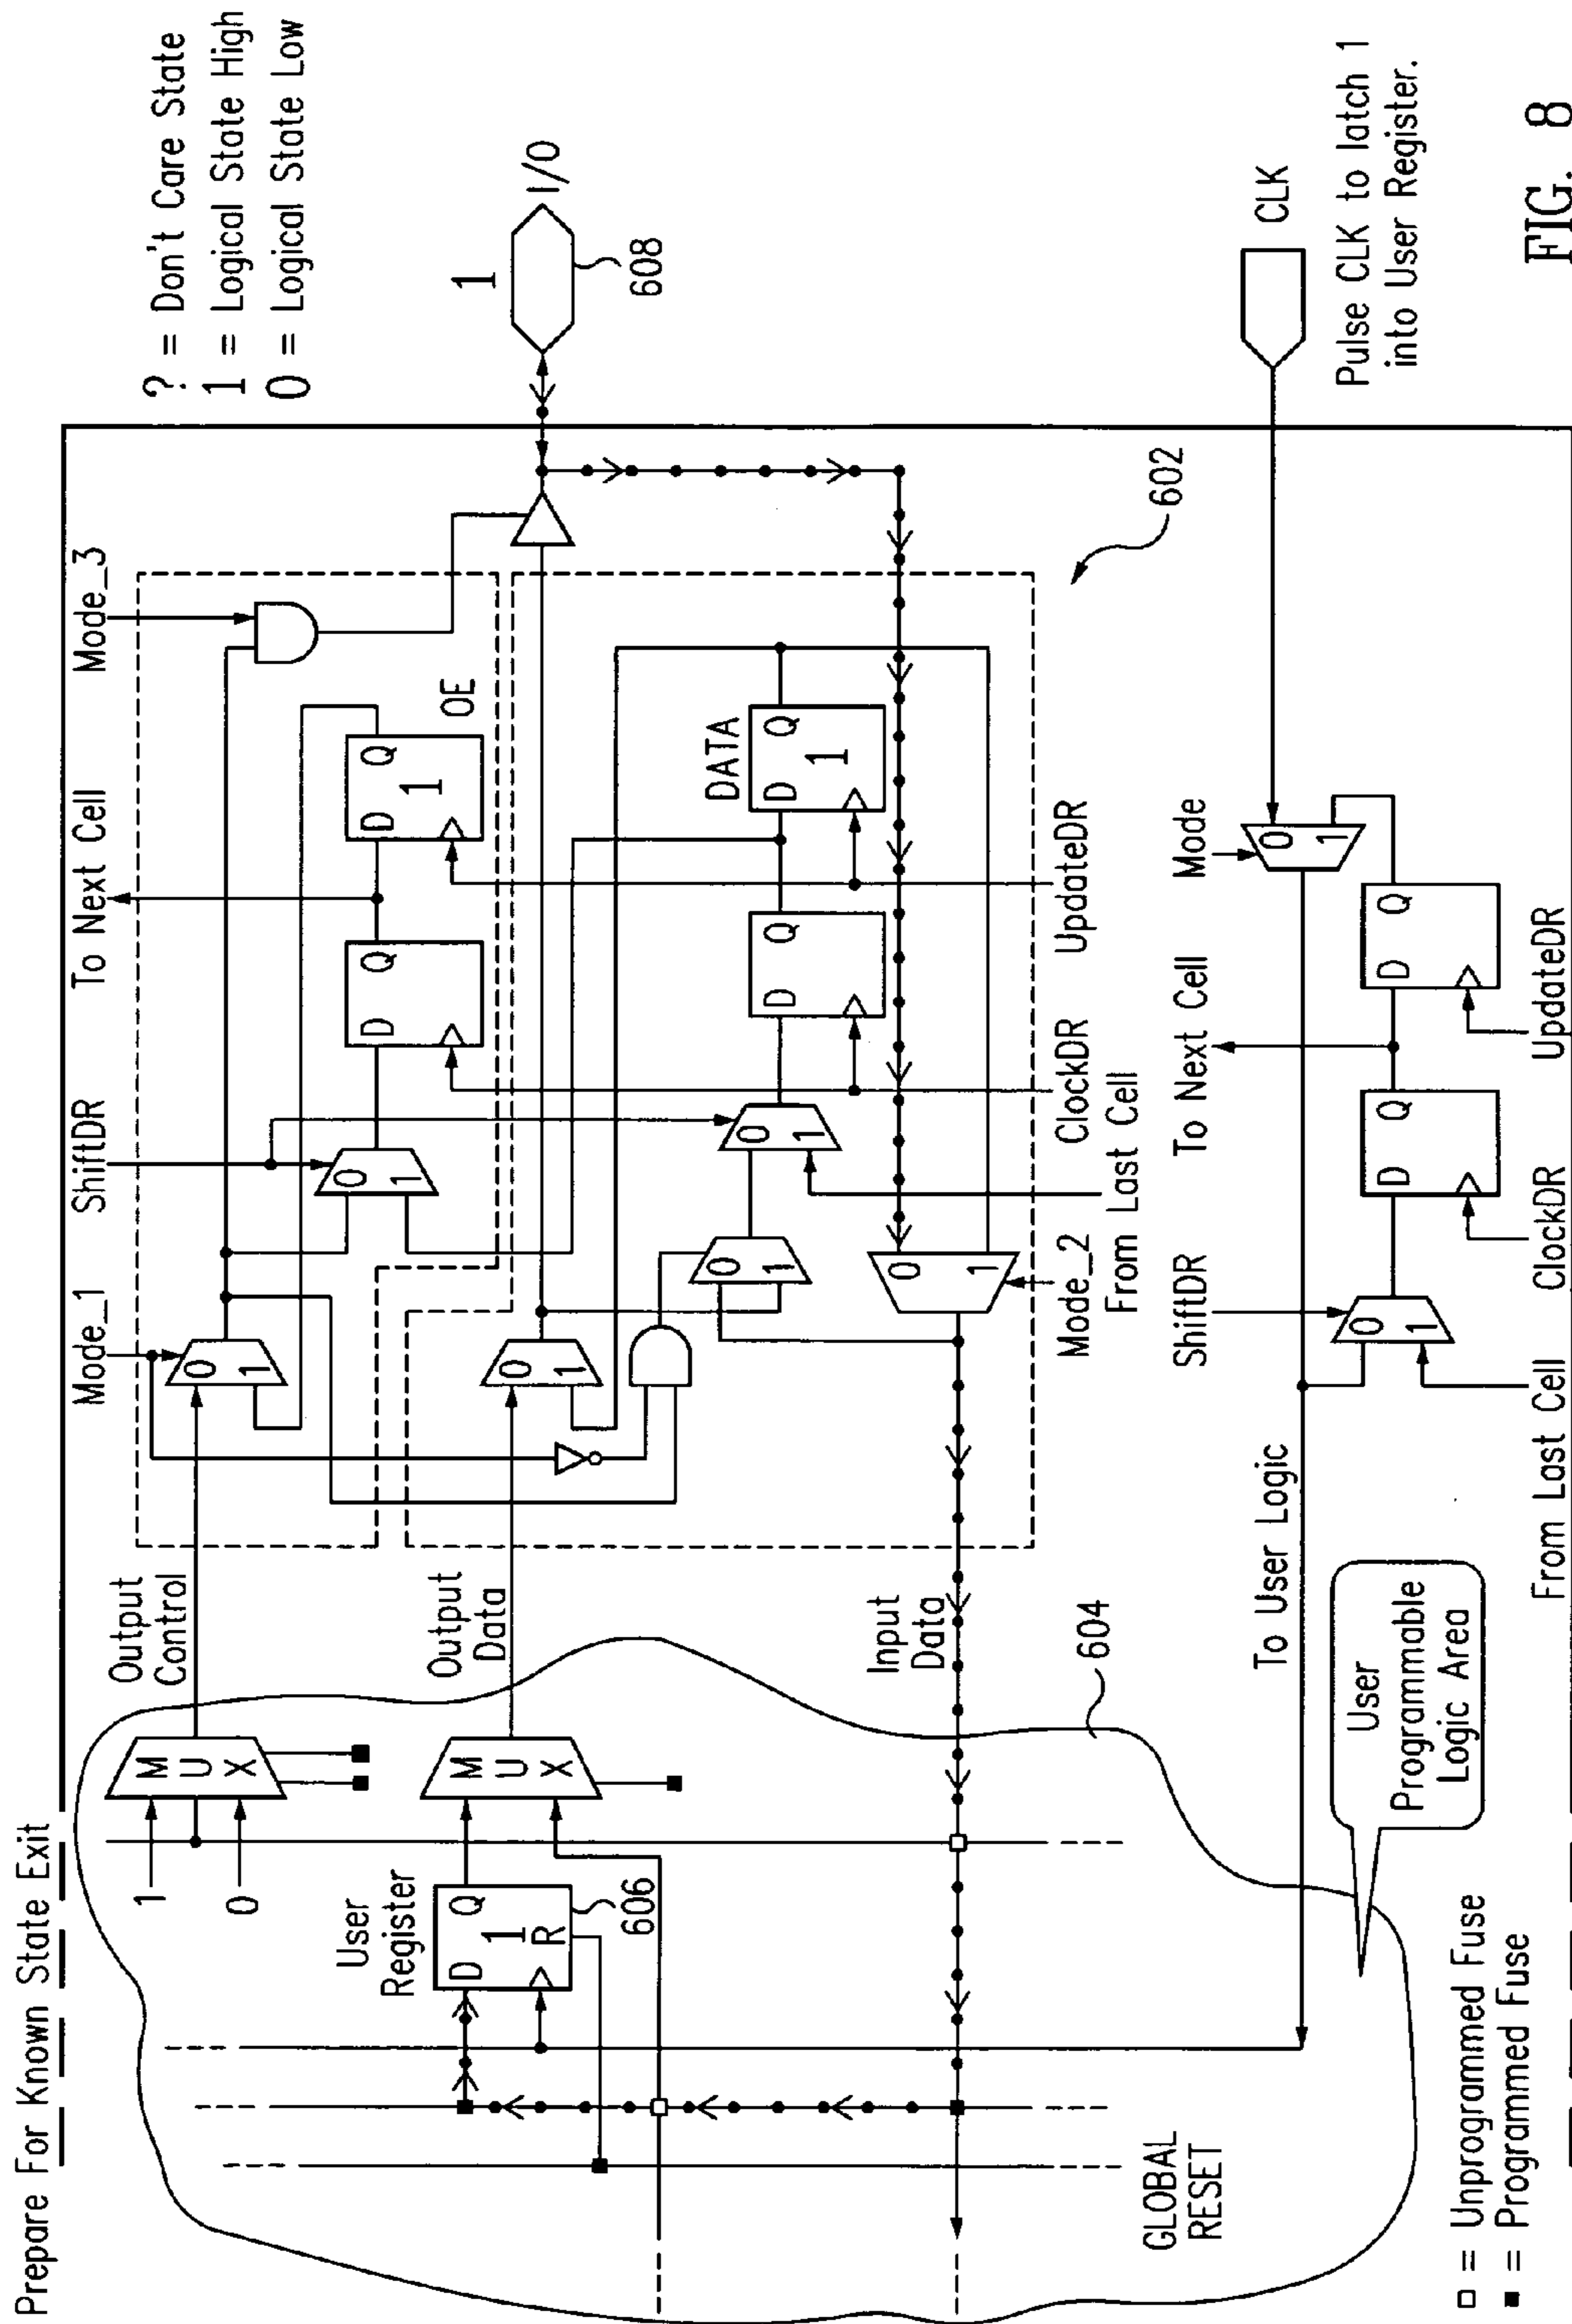 Prepare For Known State Exit
? = Don't Care State
1 = Logical State High
0 = Logical State Low
Mode_1
ShiftDR
To Next Cell
Mode_3
Output
Control
1
0
M
U
X
0
1
0
1
D
Q
D
Q
1
OE
1
I/O
608
User
Register
D
Q
1
R
606
M
U
X
Output
Data
0
1
0
1
0
1
D
Q
DATA
D
Q
1
Input
Data
0
1
Mode_2
From Last Cell
ClockDR
UpdateDR
602
604
GLOBAL
RESET
To User Logic
ShiftDR
To Next Cell
Mode
0
1
CLK
Pulse CLK to latch 1
into User Register.
0
1
D
Q
D
Q
From Last Cell
ClockDR
UpdateDR
User
Programmable
Logic Area
□ = Unprogrammed Fuse
■ = Programmed Fuse
FIG. 8